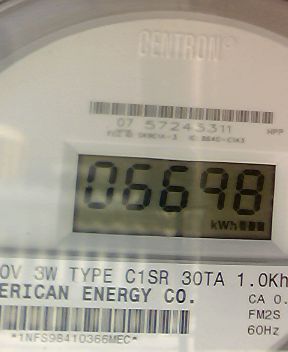 CENTRON®
07 57243311
HPP
06698
kWh
0V 3W TYPE C1SR 30TA 1.0Kh
ERICAN ENERGY CO.
CA 0.
FM2S
60Hz
*1NFS98410366MEC*